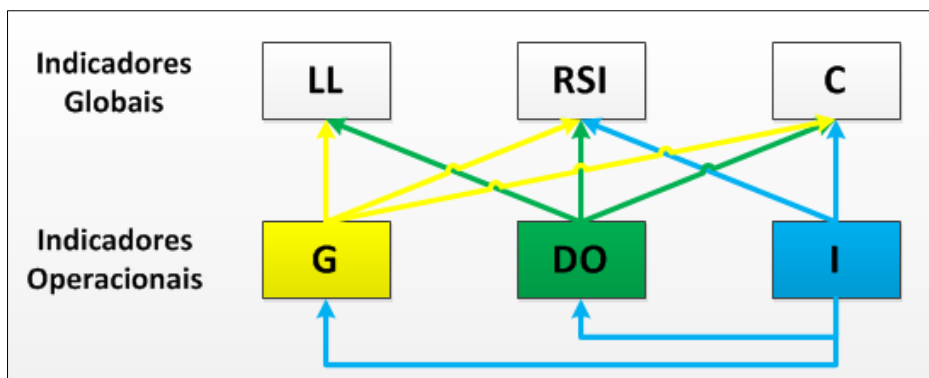 Indicadores
Globais
LL
RSI
C
Indicadores
Operacionais
G
DO
I